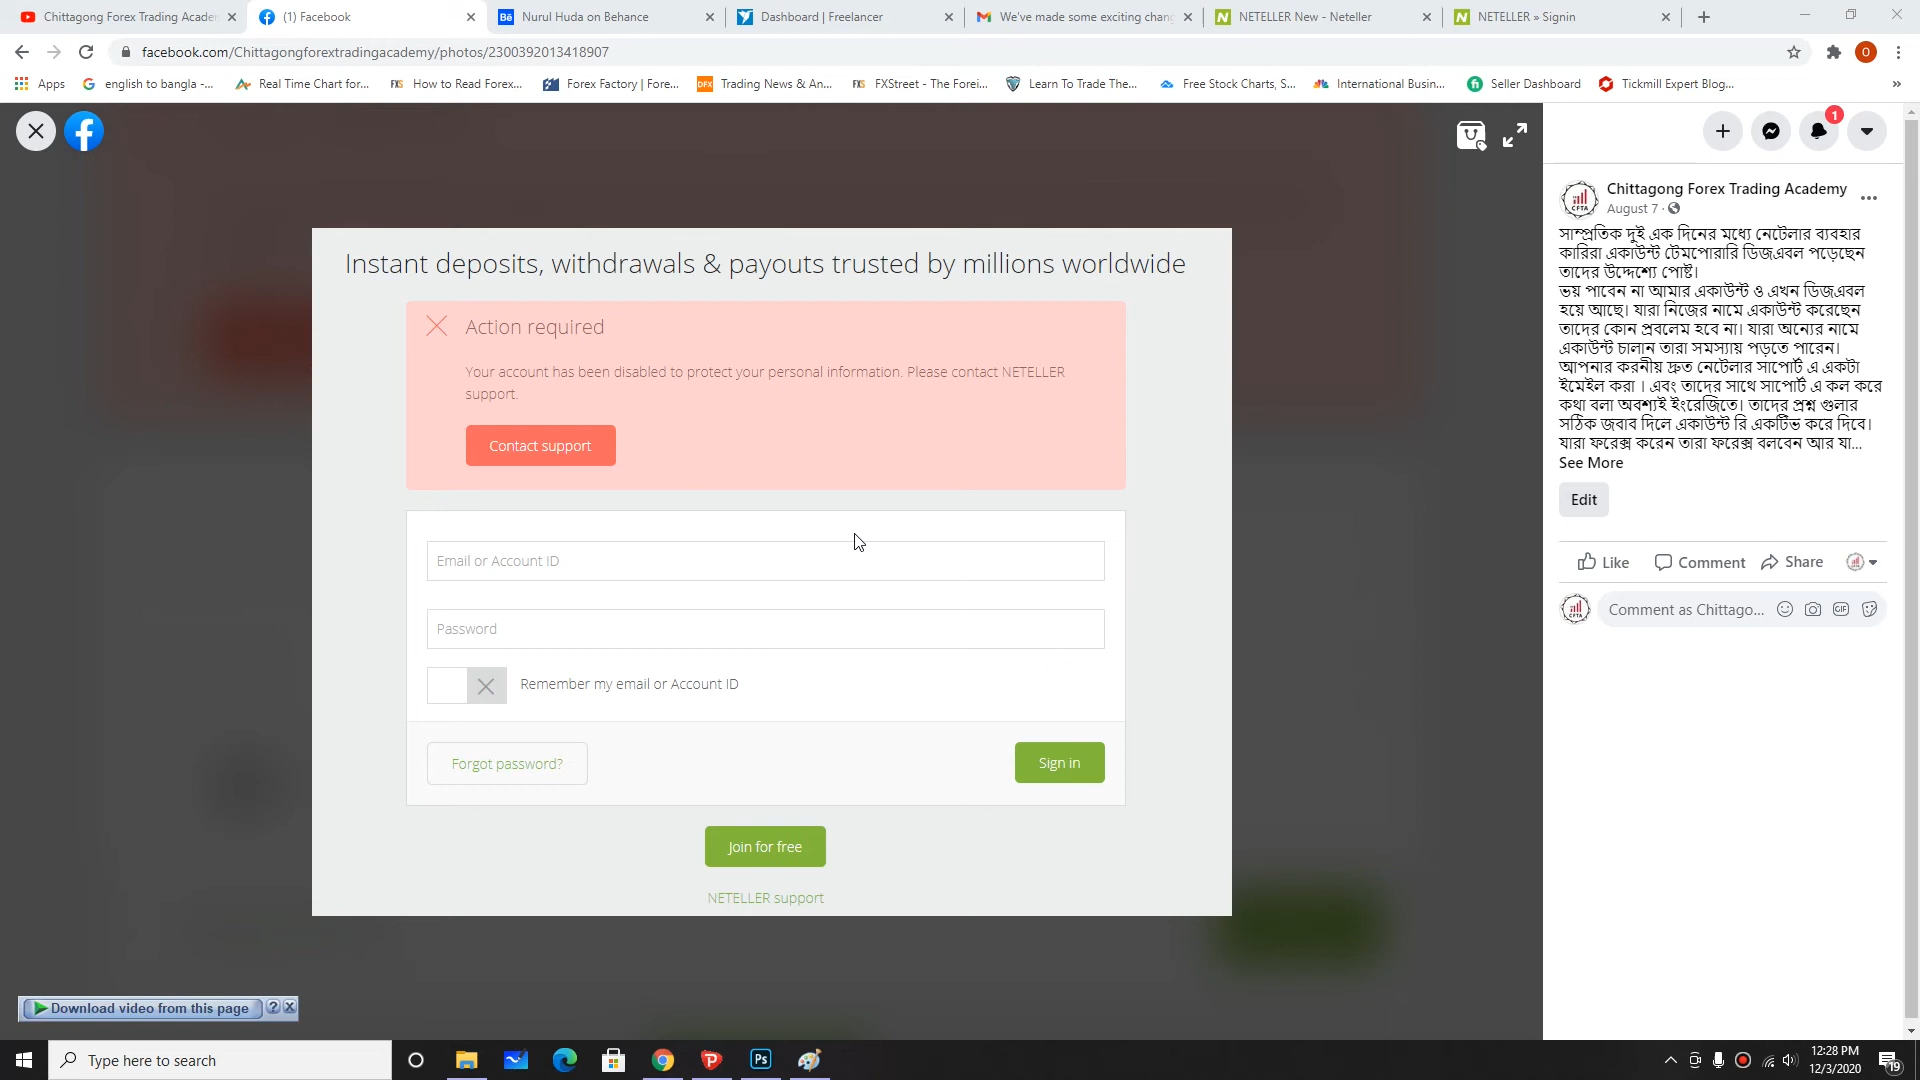 Chittagong Forex Trading Acade
(1) Facebook
Nurul Huda on Behance
Dashboard | Freelancer
We've made some exciting chan
NETELLER New - Neteller
NETELLER » Signin
facebook.com/Chittagongforextradingacademy/photos/2300392013418907
O
Apps
english to bangla -...
Real Time Chart for...
How to Read Forex...
Forex Factory | Fore...
Trading News & An...
FXStreet - The Forei...
Learn To Trade The...
Free Stock Charts, S...
International Busin...
Seller Dashboard
Tickmill Expert Blog...
»
1
Chittagong Forex Trading Academy
August 7 ·
সাম্প্রতিক দুই এক দিনের মধ্যে নেটেলার ব্যবহার
কারিরা একাউন্ট টেমপোরারি ডিজএবল পড়েছেন
তাদের উদ্দেশ্যে পোষ্ট।
ভয় পাবেন না আমার একাউন্ট ও এখন ডিজএবল
হয়ে আছে। যারা নিজের নামে একাউন্ট করেছেন
তাদের কোন প্রবলেম হবে না। যারা অন্যের নামে
একাউন্ট চালান তারা সমস্যায় পড়তে পারেন।
আপনার করনীয় দ্রুত নেটেলার সাপোর্ট এ একটা
ইমেইল করা । এবং তাদের সাথে সাপোর্ট এ কল করে
কথা বলা অবশ্যই ইংরেজিতে। তাদের প্রশ্ন গুলার
সঠিক জবাব দিলে একাউন্ট রি একটিভ করে দিবে।
যারা ফরেক্স করেন তারা ফরেক্স বলবেন আর যা...
See More
Edit
Like
Comment
Share
Comment as Chittago...
GIF
Instant deposits, withdrawals & payouts trusted by millions worldwide
Action required
Your account has been disabled to protect your personal information. Please contact NETELLER
support.
Contact support
Email or Account ID
Password
Remember my email or Account ID
Forgot password?
Sign in
Join for free
NETELLER support
Download video from this page
Type here to search
Ps
12:28 PM
12/3/2020
19